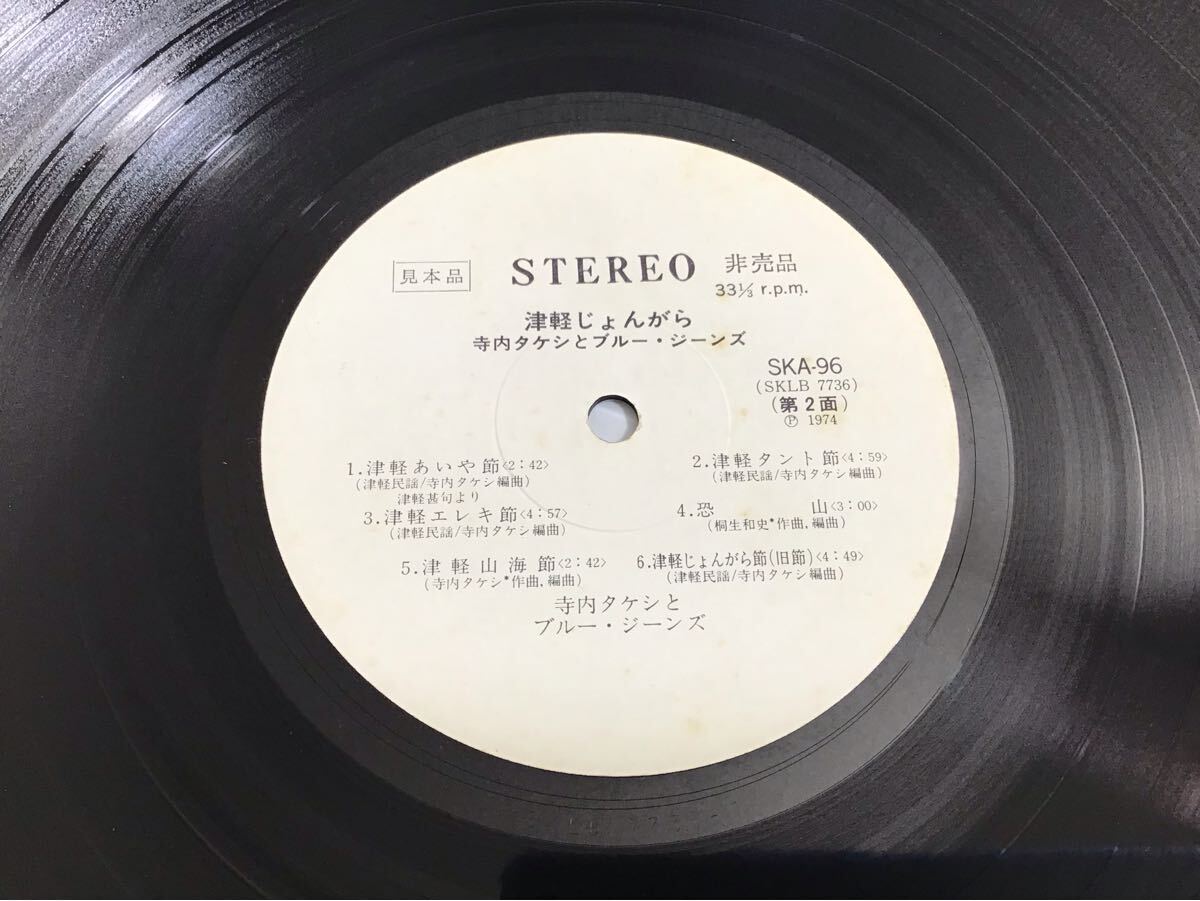 見本品 STEREO 非売品
33⅓ r.p.m.
津軽じょんがら
寺内タケシとブルー・ジーンズ
SKA-96
(SKLB 7736)
(第2面)
Ⓟ 1974
1.津軽あいや節<2:42>
(津軽民謡/寺内タケシ編曲)
津軽甚句より
2.津軽タント節<4:59>
(津軽民謡/寺内タケシ編曲)
3.津軽エレキ節<4:57>
(津軽民謡/寺内タケシ編曲)
4.恐 山<3:00>
(桐生和史*作曲,編曲)
5.津軽山海節<2:42>
(寺内タケシ*作曲,編曲)
6.津軽じょんがら節(旧節)<4:49>
(津軽民謡/寺内タケシ編曲)
寺内タケシと
ブルー・ジーンズ